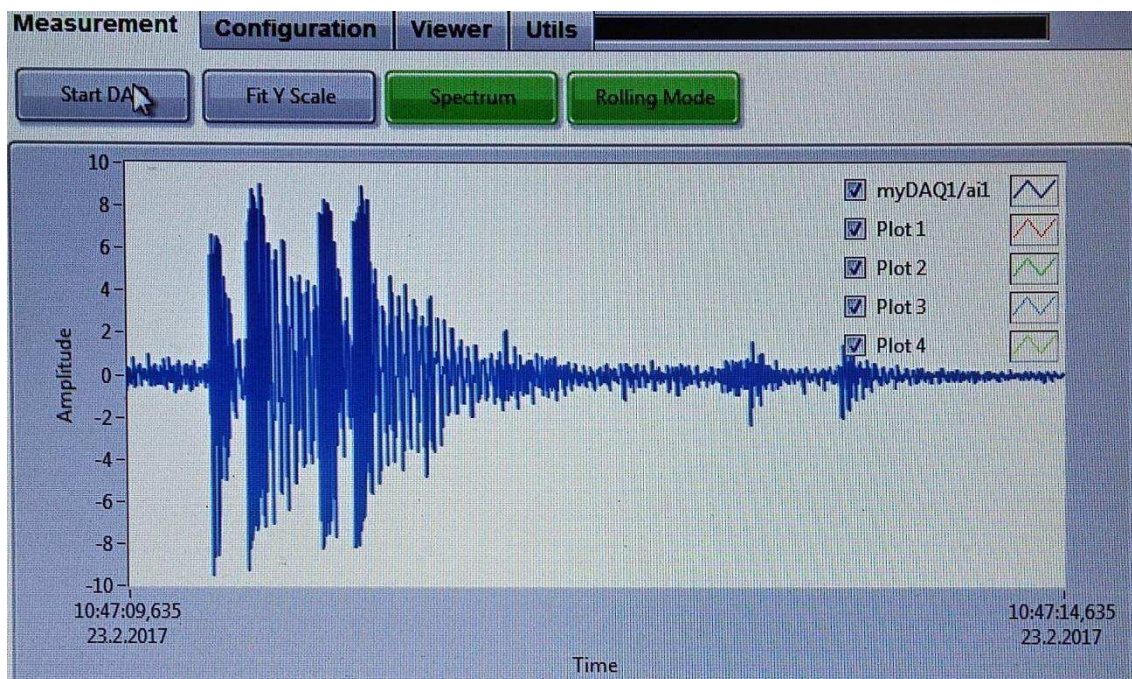 Measurement Configuration Viewer Utils
Start DAQ Fit Y Scale Spectrum Rolling Mode
10
8
6
4
2
0
-2
-4
-6
-8
-10
Amplitude
myDAQ1/ai1
Plot 1
Plot 2
Plot 3
Plot 4
10:47:09,635
23.2.2017
10:47:14,635
23.2.2017
Time